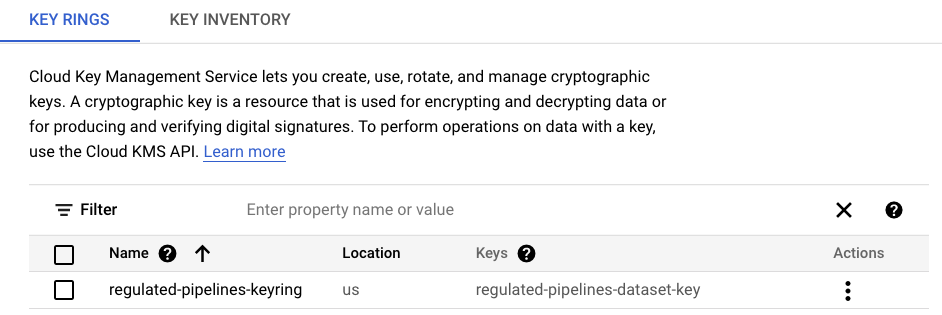 KEY RINGS KEY INVENTORY
Cloud Key Management Service lets you create, use, rotate, and manage cryptographic
keys. A cryptographic key is a resource that is used for encrypting and decrypting data or
for producing and verifying digital signatures. To perform operations on data with a key,
use the Cloud KMS API. Learn more
Filter Enter property name or value
Name Location Keys Actions
regulated-pipelines-keyring us regulated-pipelines-dataset-key